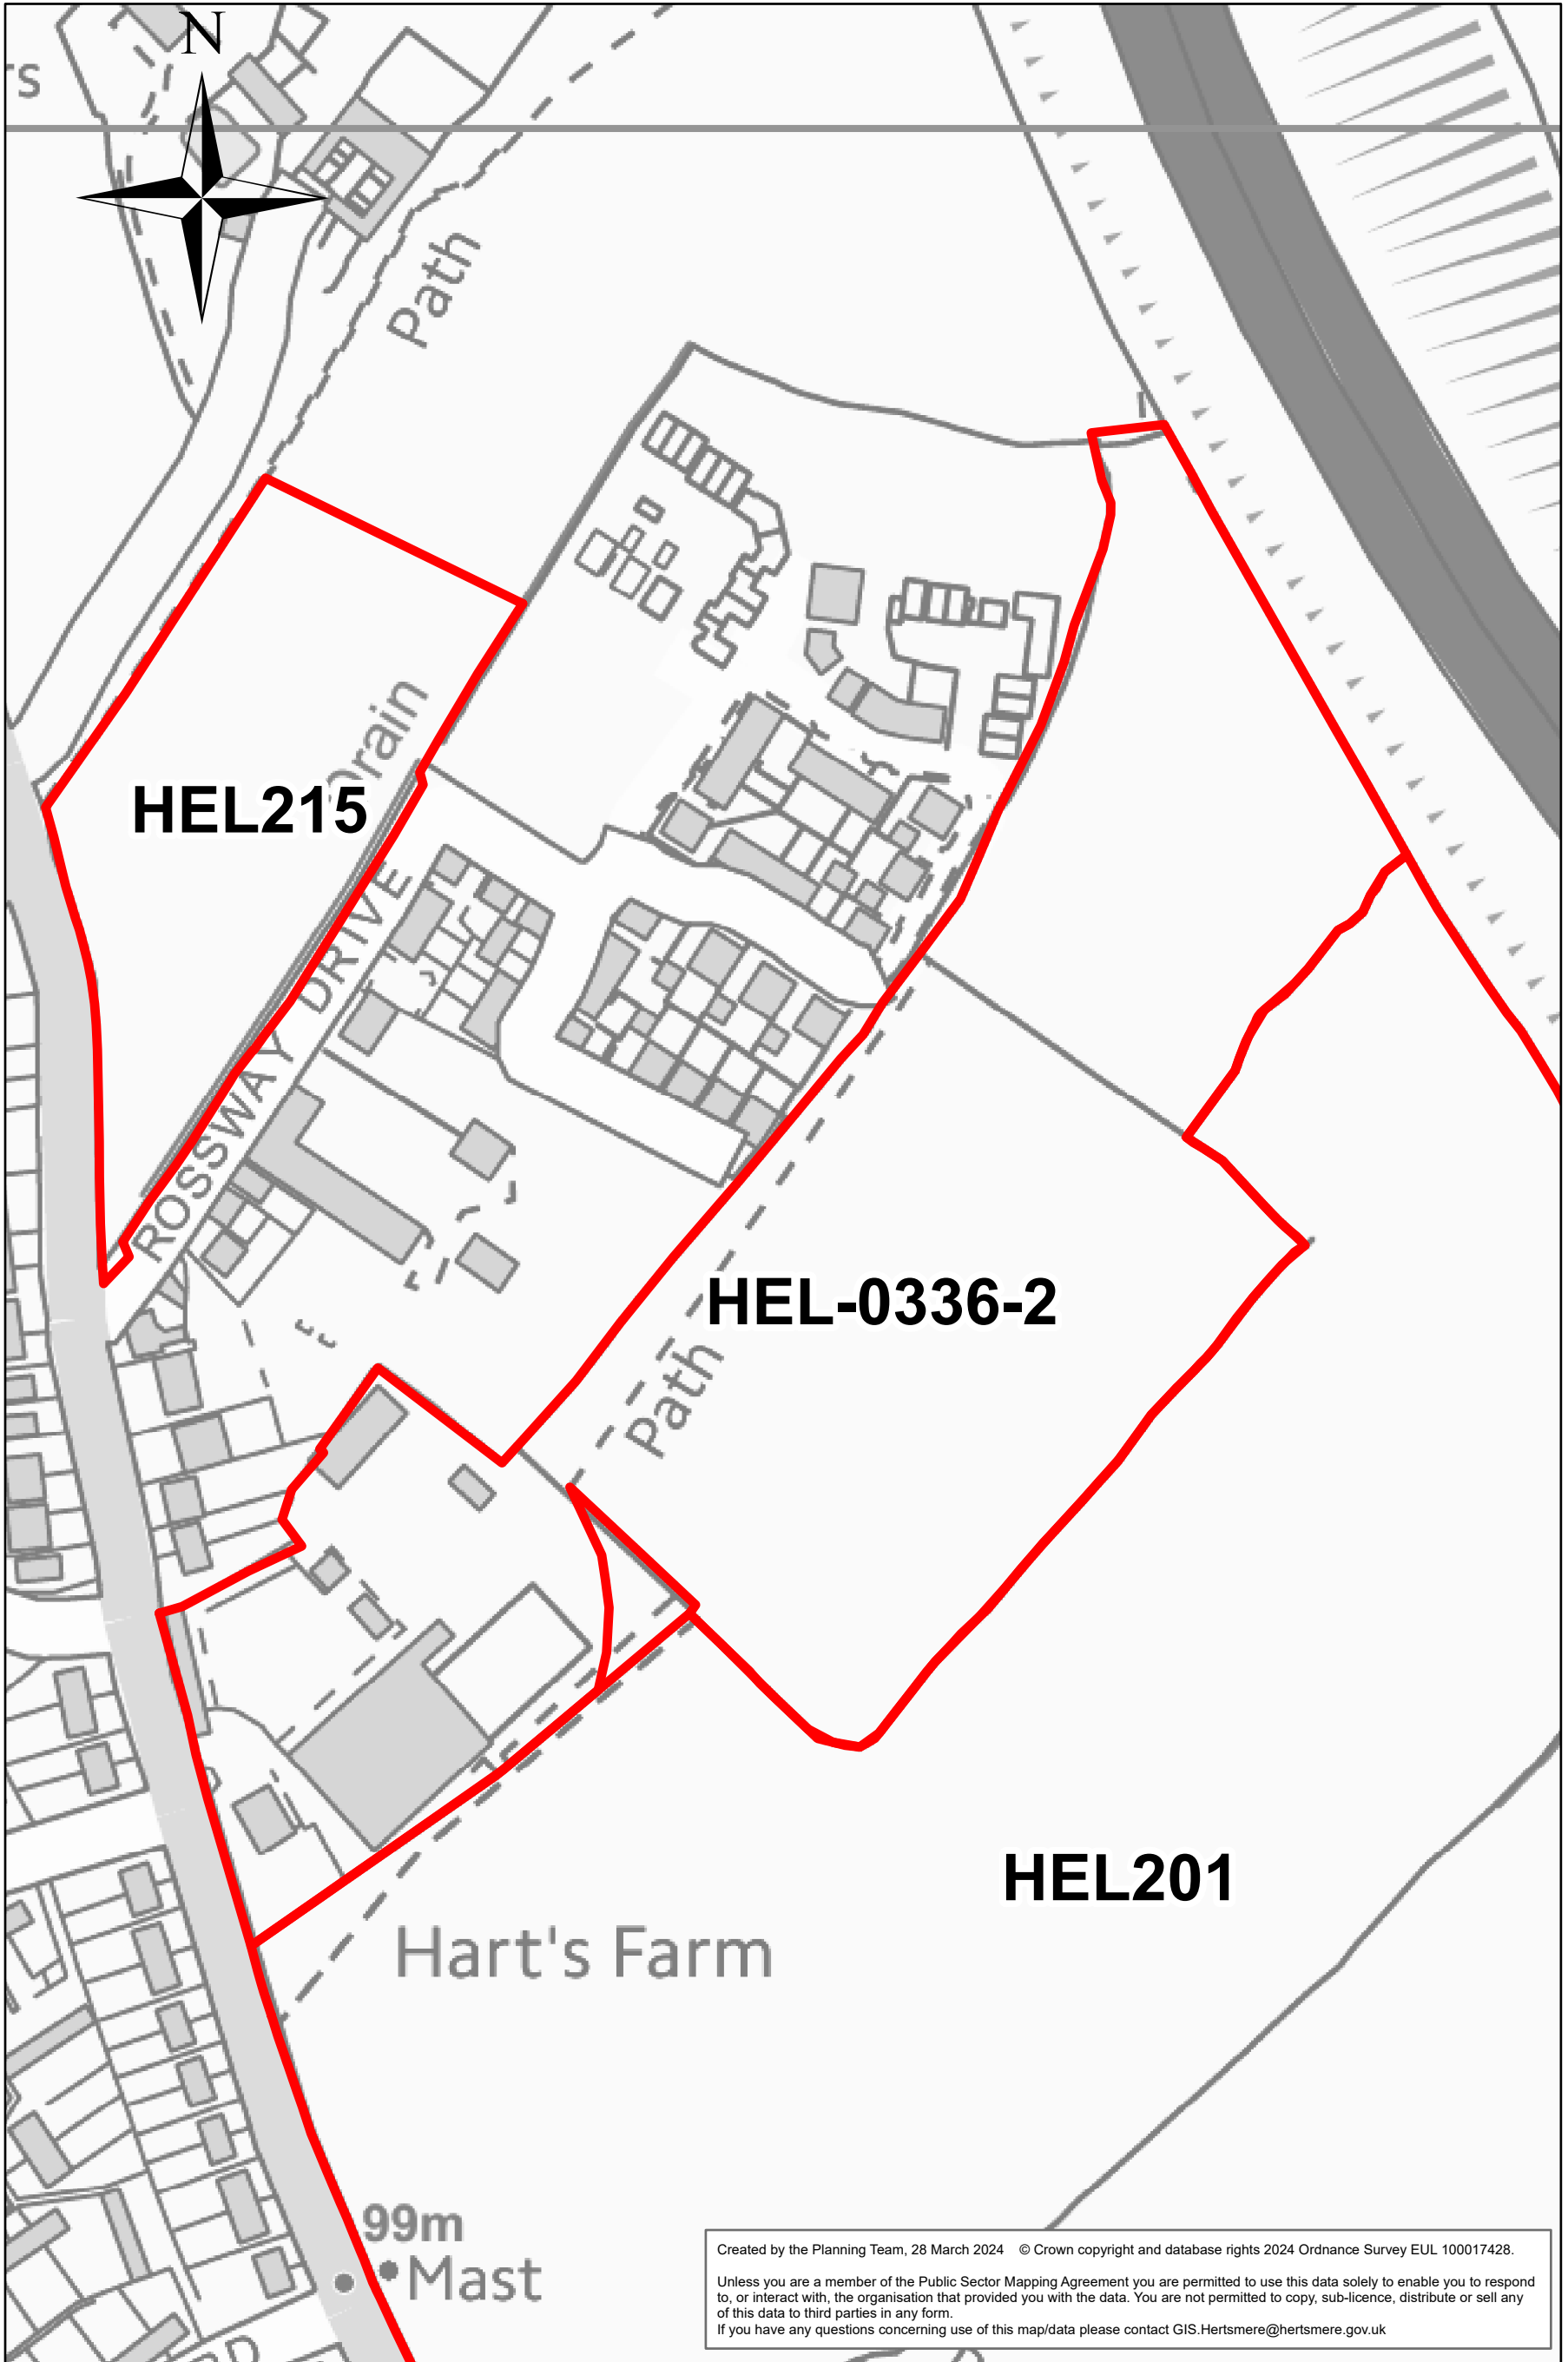 N
rs
Path
Drain
HEL215
ROSSWAY DRIVE
HEL-0336-2
Path
HEL201
Hart's Farm
99m
Mast
Created by the Planning Team, 28 March 2024 © Crown copyright and database rights 2024 Ordnance Survey EUL 100017428.
Unless you are a member of the Public Sector Mapping Agreement you are permitted to use this data solely to enable you to respond
to, or interact with, the organisation that provided you with the data. You are not permitted to copy, sub-licence, distribute or sell any
of this data to third parties in any form.
If you have any questions concerning use of this map/data please contact GIS.Hertsmere@hertsmere.gov.uk